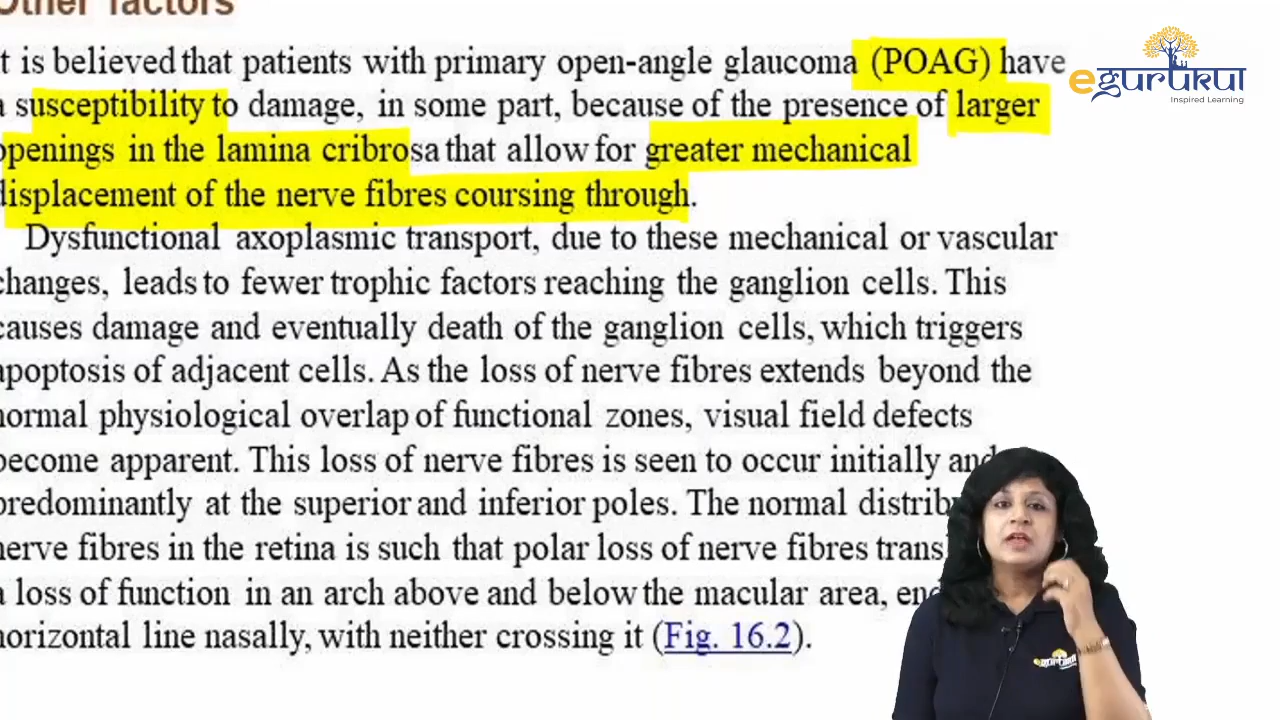 Other factors
t is believed that patients with primary open-angle glaucoma (POAG) have
a susceptibility to damage, in some part, because of the presence of larger
openings in the lamina cribrosa that allow for greater mechanical
displacement of the nerve fibres coursing through.
Dysfunctional axoplasmic transport, due to these mechanical or vascular
changes, leads to fewer trophic factors reaching the ganglion cells. This
causes damage and eventually death of the ganglion cells, which triggers
apoptosis of adjacent cells. As the loss of nerve fibres extends beyond the
normal physiological overlap of functional zones, visual field defects
become apparent. This loss of nerve fibres is seen to occur initially and
predominantly at the superior and inferior poles. The normal distrib
nerve fibres in the retina is such that polar loss of nerve fibres trans
a loss of function in an arch above and below the macular area, en
horizontal line nasally, with neither crossing it (Fig. 16.2).
egurukul
Inspired Learning